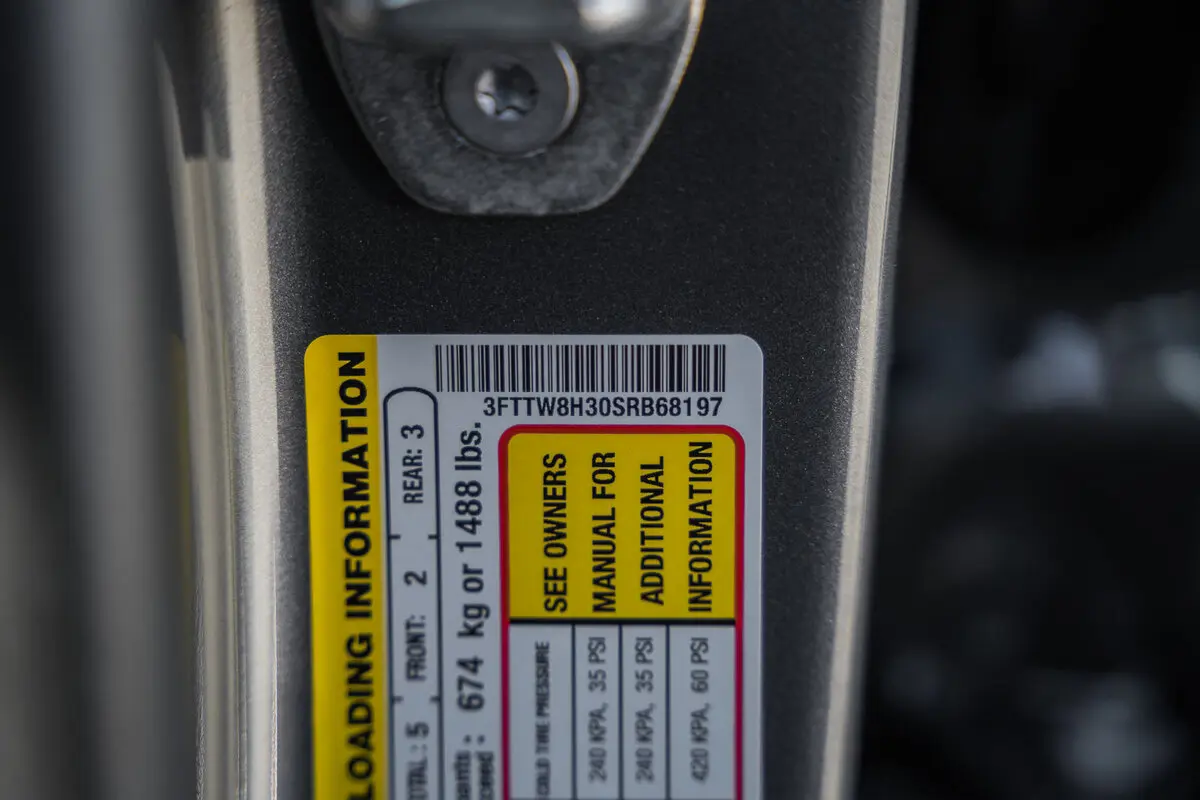 3FTTW8H30SRB68197
LOADING INFORMATION
TOTAL: 5 FRONT: 2 REAR: 3
674 kg or 1488 lbs.
SEE OWNERS
MANUAL FOR
ADDITIONAL
INFORMATION
COLD TIRE PRESSURE
240 KPA, 35 PSI
240 KPA, 35 PSI
420 KPA, 60 PSI